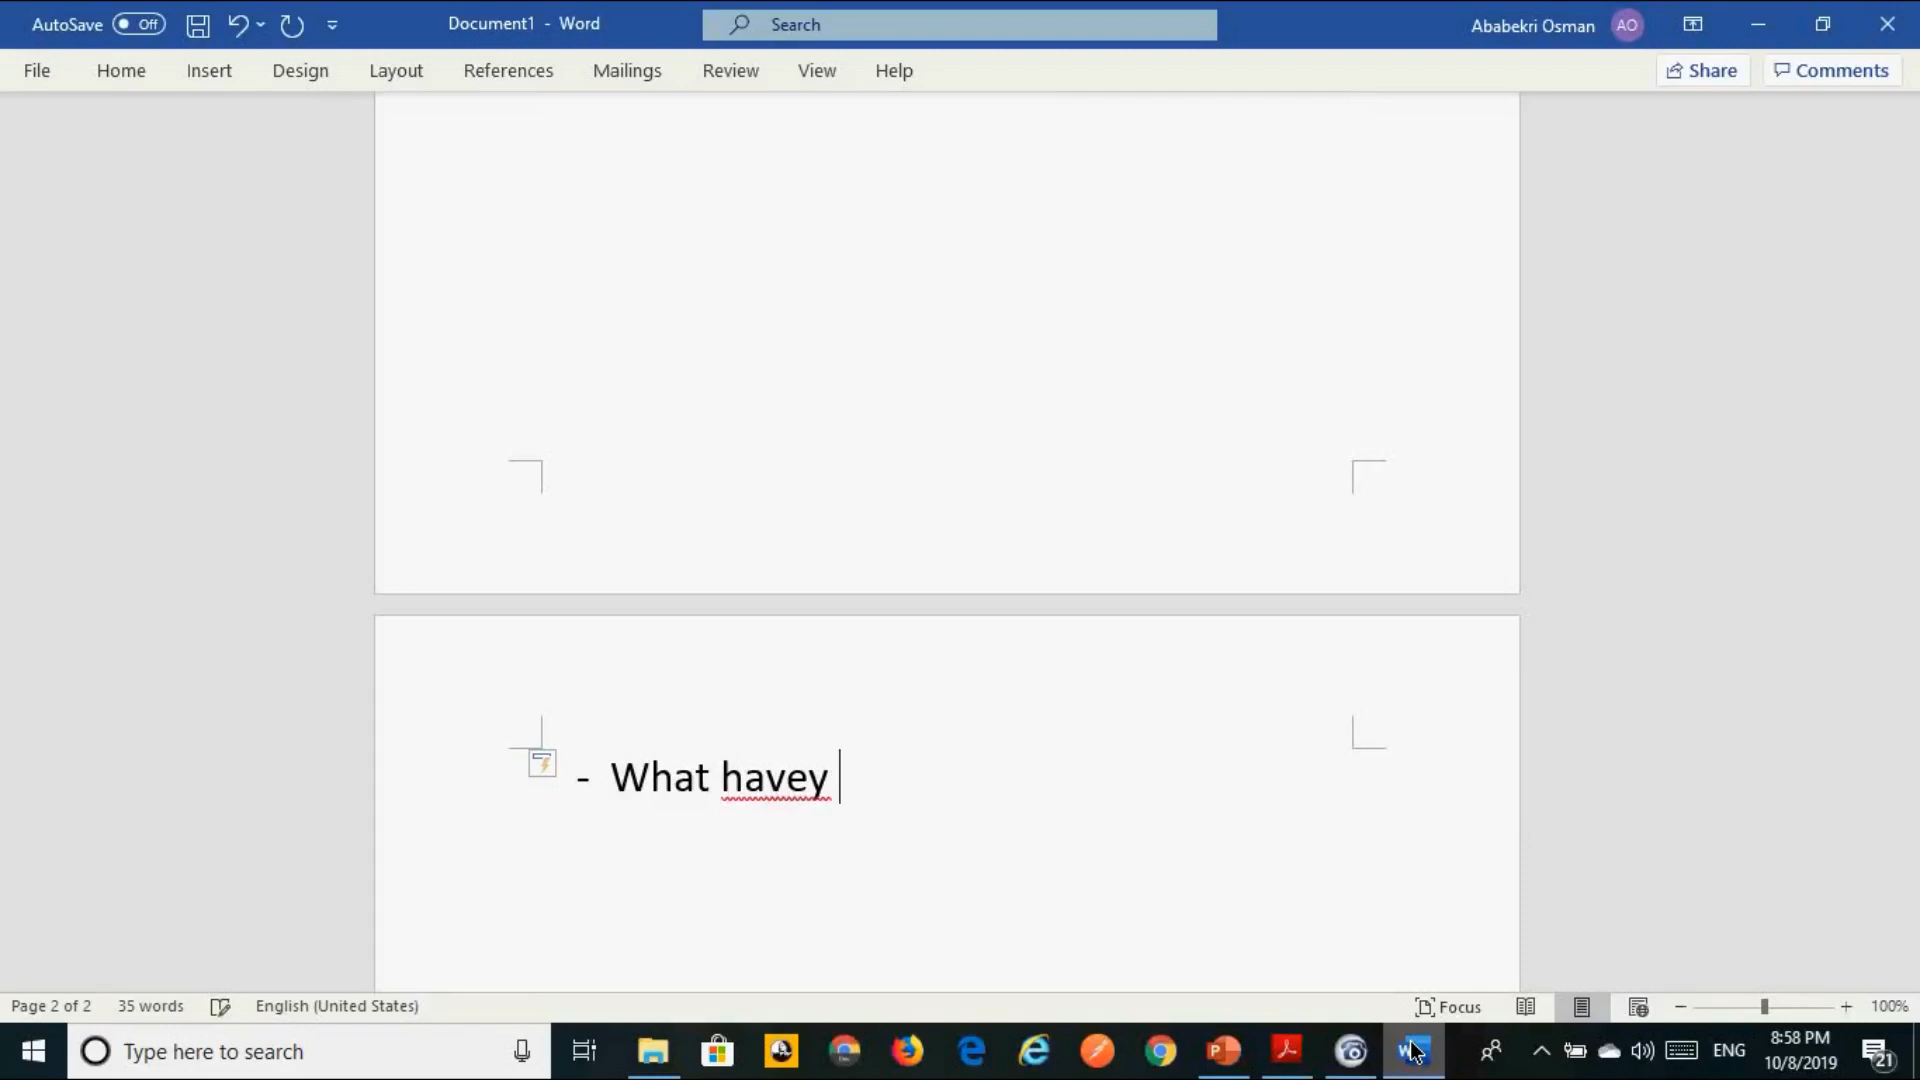 AutoSave Off Document1 - Word Search Ababekri Osman AO
File Home Insert Design Layout References Mailings Review View Help Share Comments
- What havey
Page 2 of 2 35 words English (United States) Focus 100%
Type here to search ENG 8:58 PM
10/8/2019 21